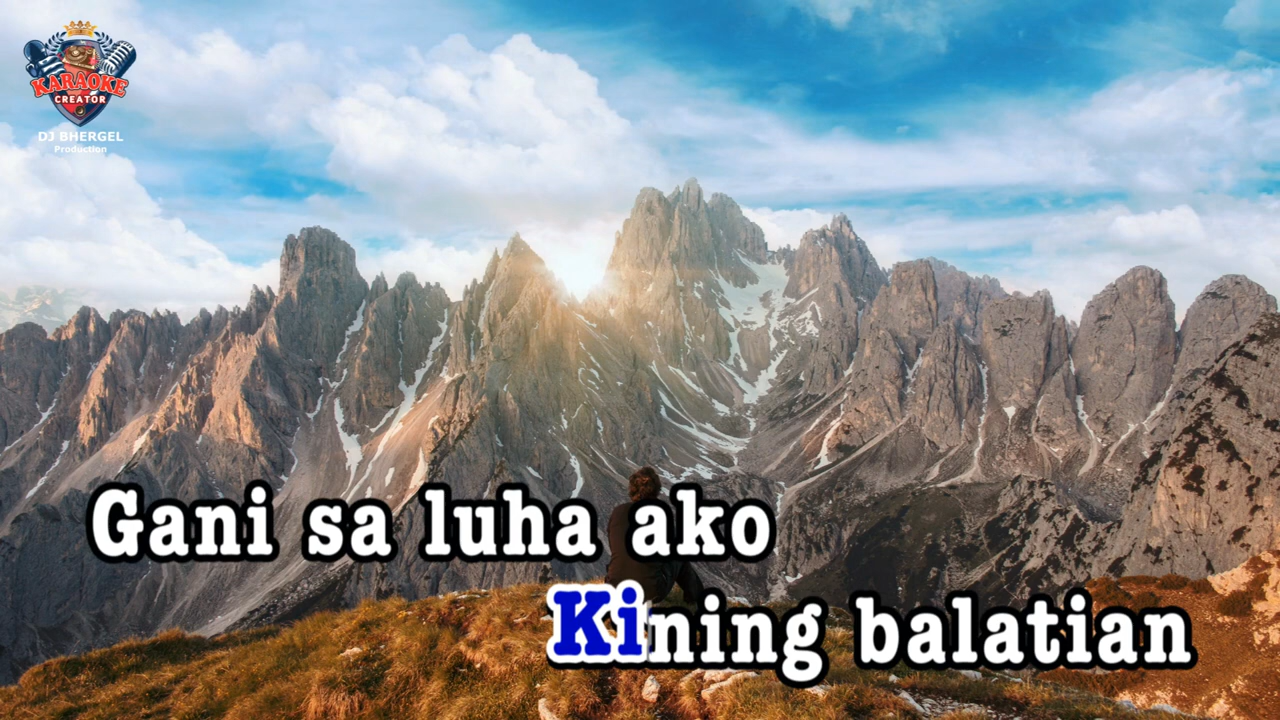 KARAOKE
CREATOR
DJ BHERGEL
Production
Gani sa luha ako
Kining balatian